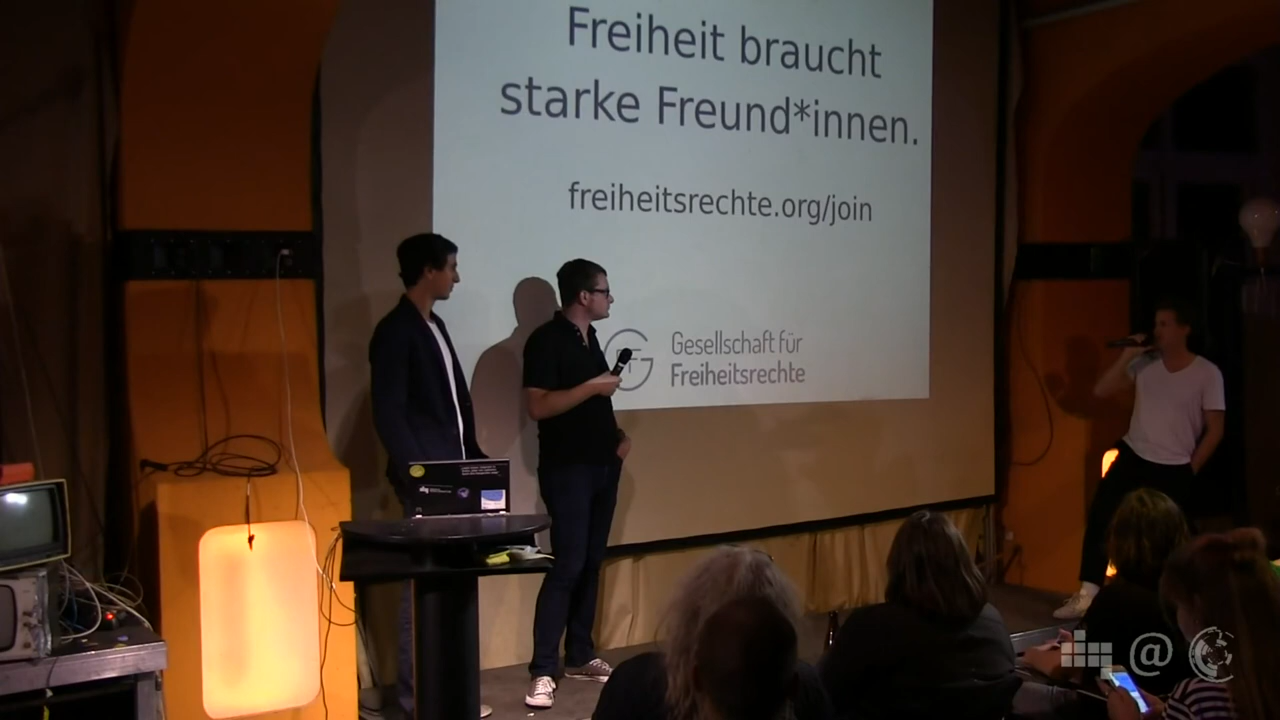 Freiheit braucht
starke Freund*innen.
freiheitsrechte.org/join
Gesellschaft für
Freiheitsrechte
@